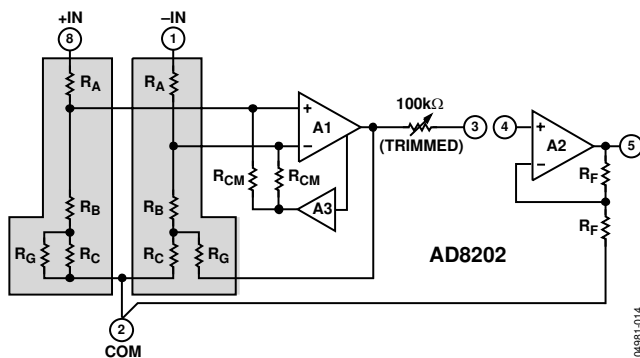 +IN
–IN
8
1
RA
RA
100kΩ
+
A1
–
3
4
+
A2
–
5
(TRIMMED)
RCM
RCM
RF
A3
RB
RB
RF
RG
RC
RC
RG
AD8202
2
COM
04981-014